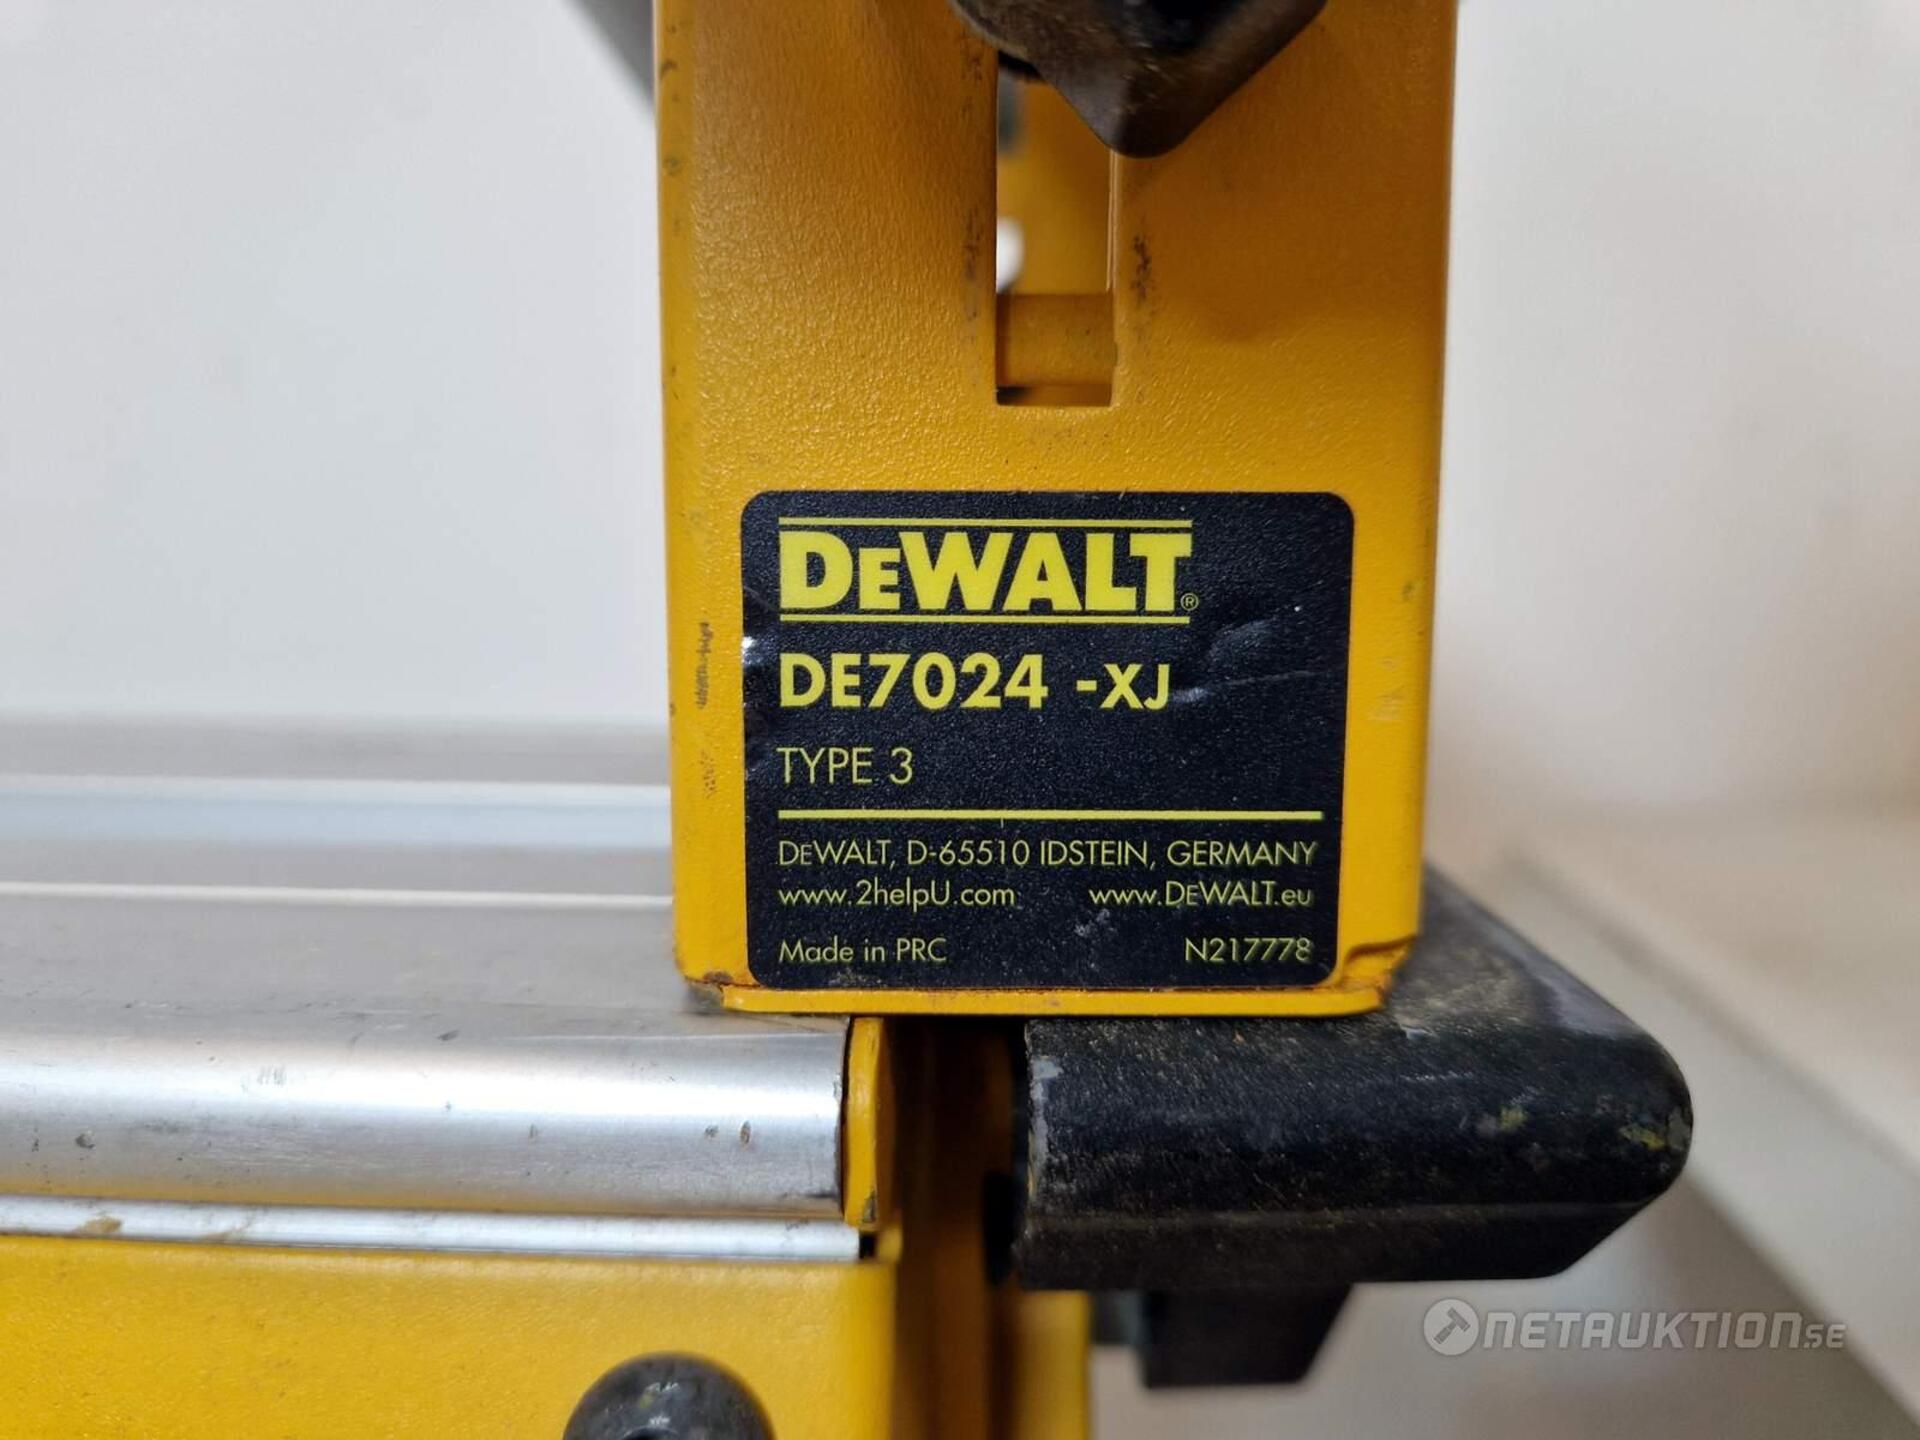 DEWALT®
DE7024 -XJ
TYPE 3
DEWALT, D-65510 IDSTEIN, GERMANY
www.2helpU.com www.DEWALT.eu
Made in PRC N217778
NETAUKTION.SE